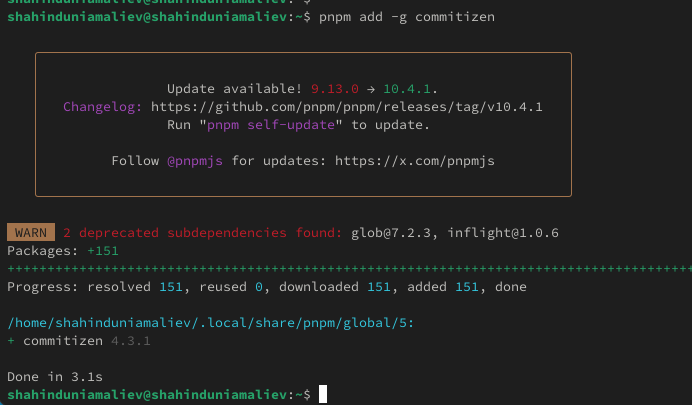 shahinduniamaliev@shahinduniamaliev:~$
shahinduniamaliev@shahinduniamaliev:~$ pnpm add -g commitizen
Update available! 9.13.0 → 10.4.1.
Changelog: https://github.com/pnpm/pnpm/releases/tag/v10.4.1
Run "pnpm self-update" to update.
Follow @pnpmjs for updates: https://x.com/pnpmjs
WARN 2 deprecated subdependencies found: glob@7.2.3, inflight@1.0.6
Packages: +151
++++++++++++++++++++++++++++++++++++++++++++++++++++++++++++++++++++++++++++++++++++++
Progress: resolved 151, reused 0, downloaded 151, added 151, done
/home/shahinduniamaliev/.local/share/pnpm/global/5:
+ commitizen 4.3.1
Done in 3.1s
shahinduniamaliev@shahinduniamaliev:~$